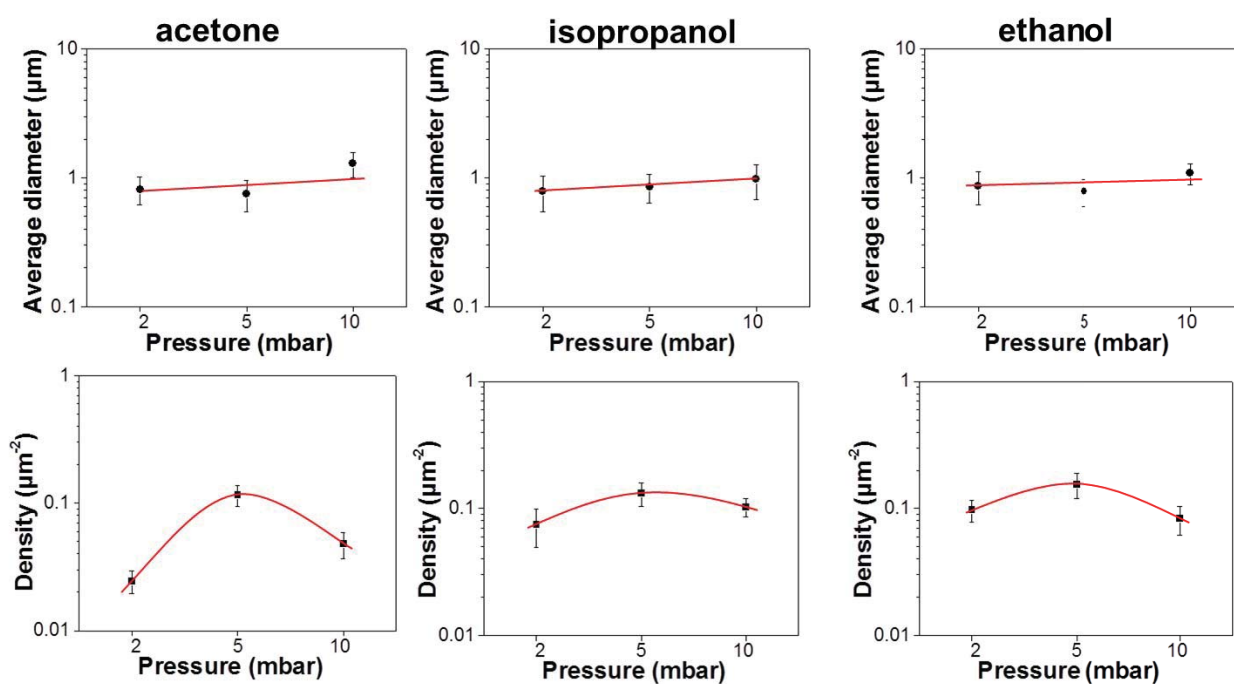 acetone
isopropanol
ethanol
Average diameter (µm)
10
1
0.1
2
5
10
Pressure (mbar)
Average diameter (µm)
10
1
0.1
2
5
10
Pressure (mbar)
Average diameter (µm)
10
1
0.1
2
5
10
Pressure (mbar)
Density (µm⁻²)
1
0.1
0.01
2
5
10
Pressure (mbar)
Density (µm⁻²)
1
0.1
0.01
2
5
10
Pressure (mbar)
Density (µm⁻²)
1
0.1
0.01
2
5
10
Pressure (mbar)